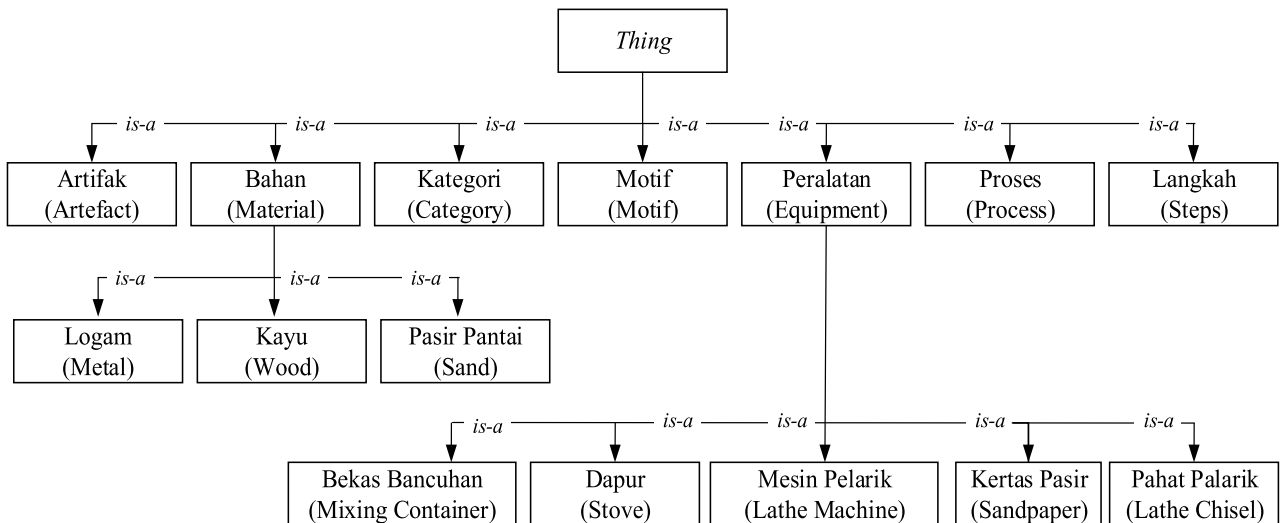 Thing
is-a is-a is-a is-a is-a is-a is-a
Artifak
(Artefact)
Bahan
(Material)
Kategori
(Category)
Motif
(Motif)
Peralatan
(Equipment)
Proses
(Process)
Langkah
(Steps)
is-a is-a is-a
Logam
(Metal)
Kayu
(Wood)
Pasir Pantai
(Sand)
is-a is-a is-a is-a is-a
Bekas Bancuhan
(Mixing Container)
Dapur
(Stove)
Mesin Pelarik
(Lathe Machine)
Kertas Pasir
(Sandpaper)
Pahat Palarik
(Lathe Chisel)